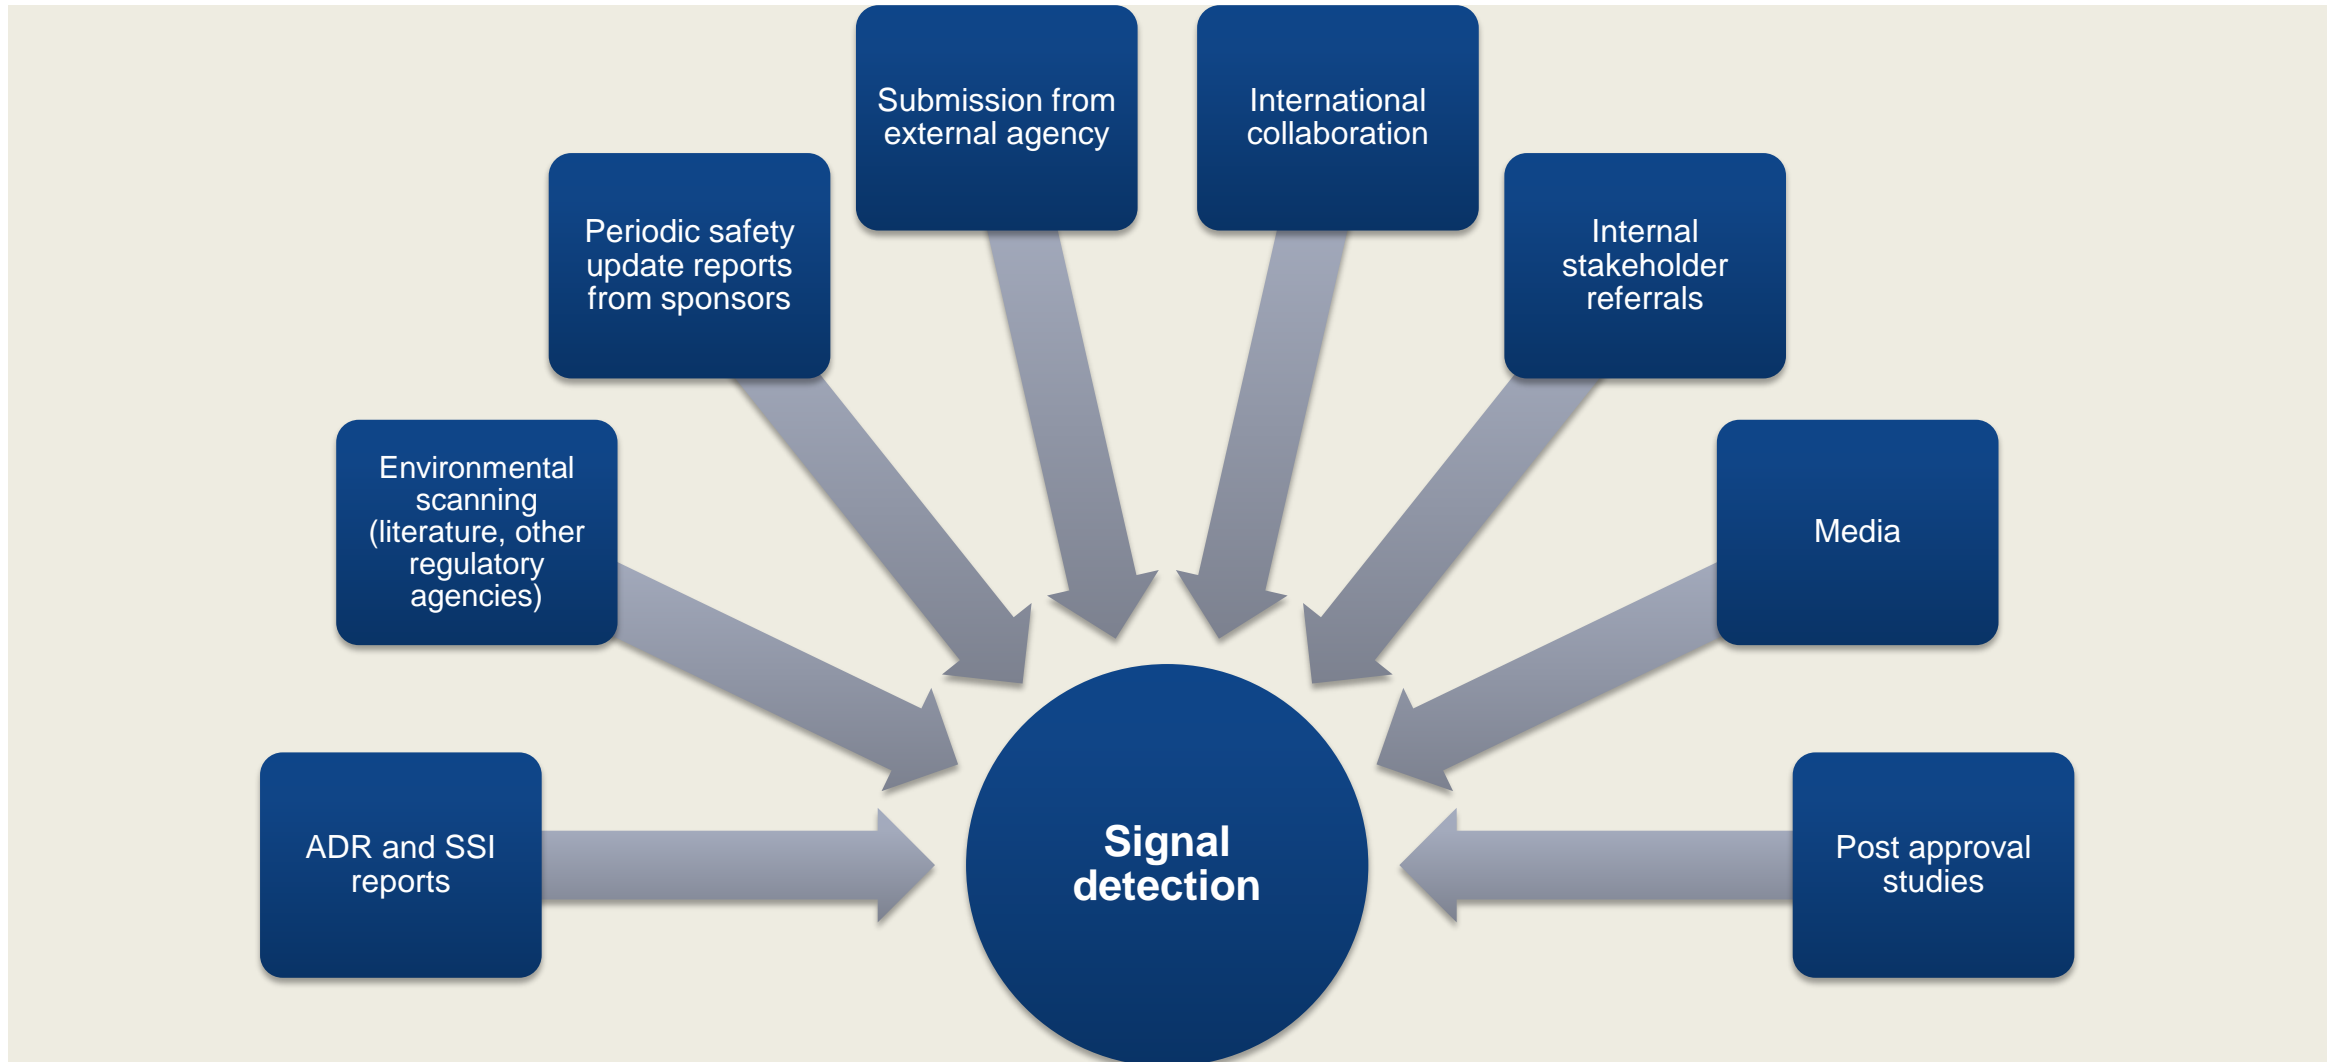 Submission from
external agency
International
collaboration
Periodic safety
update reports
from sponsors
Internal
stakeholder
referrals
Environmental
scanning
(literature, other
regulatory
agencies)
Media
ADR and SSI
reports
Signal
detection
Post approval
studies